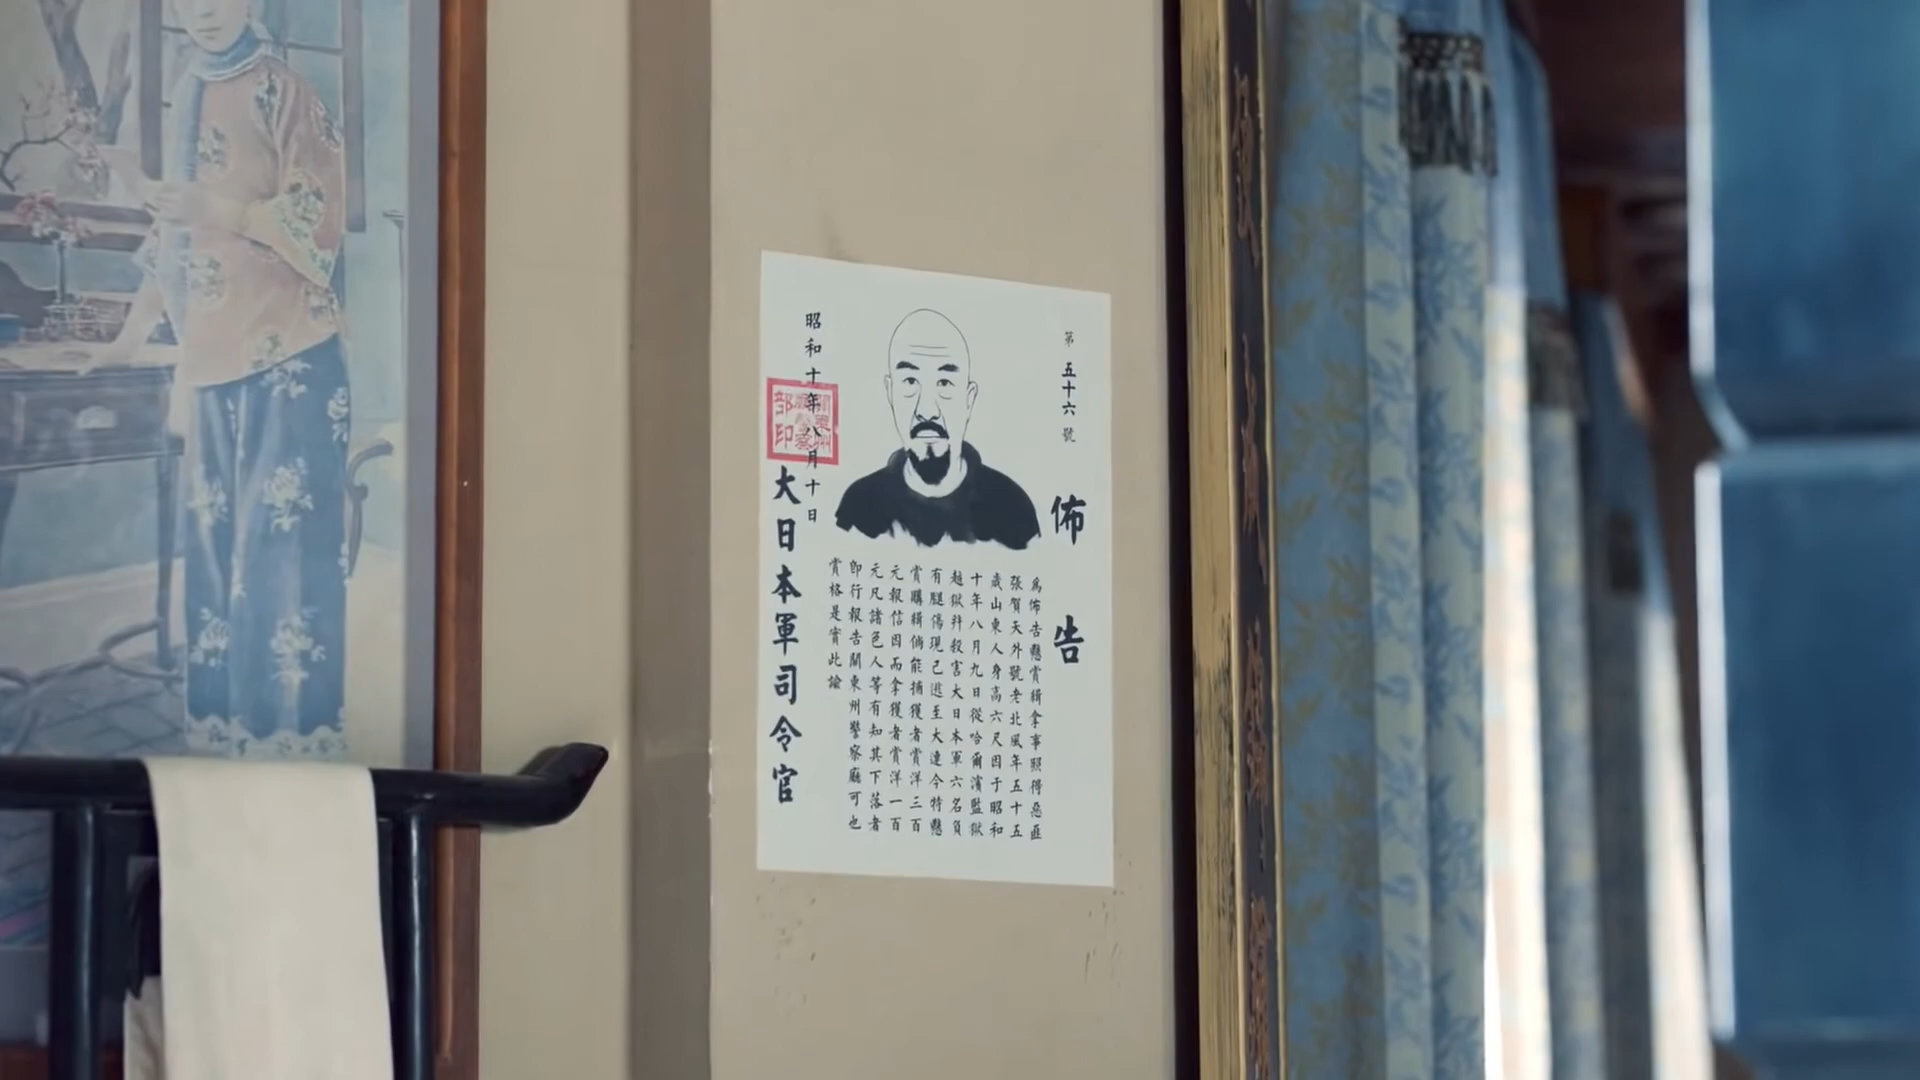 第五十六號
佈告
為佈告懸賞緝拿事照得惡匪
張賀天外號老北風年五十五
歲山東人身高六尺因于昭和
十年八月九日從哈爾濱監獄
越獄并殺害大日本軍六名負
有腿傷現已逃至大連今特懸
賞購緝倘能捕獲者賞洋三百
元報信因而拿獲者賞洋一百
元凡諸色人等有知其下落者
即行報告關東州警察廳可也
賞格是實此諭
昭和十年八月十日
大日本軍司令官